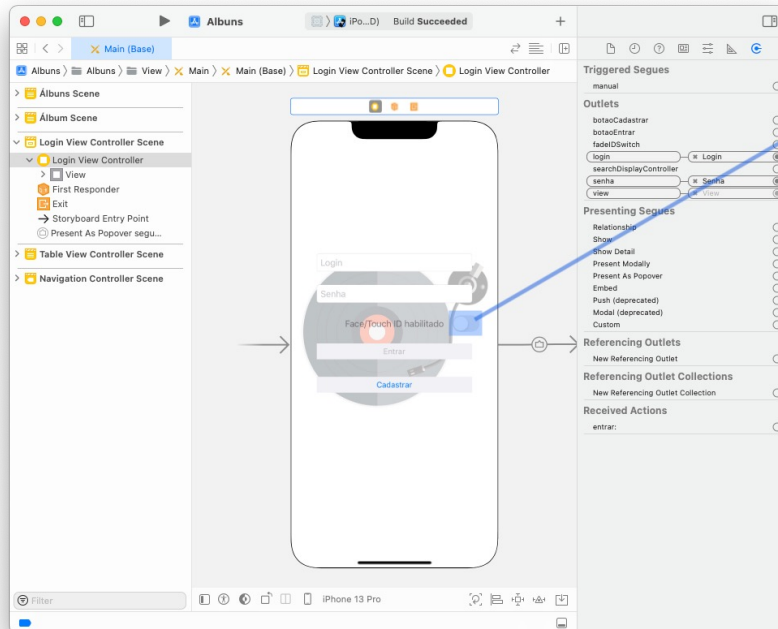 Albuns
iPo...D)
Build Succeeded
Main (Base)
Albuns
Albuns
View
Main
Main (Base)
Login View Controller Scene
Login View Controller
Álbuns Scene
Álbum Scene
Login View Controller Scene
Login View Controller
View
First Responder
Exit
Storyboard Entry Point
Present As Popover segu...
Table View Controller Scene
Navigation Controller Scene
Filter
Login
Senha
Face/Touch ID habilitado
Entrar
Cadastrar
iPhone 13 Pro
Triggered Segues
manual
Outlets
botaoCadastrar
botaoEntrar
fadeIDSwitch
login
Login
searchDisplayController
senha
Senha
view
View
Presenting Segues
Relationship
Show
Show Detail
Present Modally
Present As Popover
Embed
Push (deprecated)
Modal (deprecated)
Custom
Referencing Outlets
New Referencing Outlet
Referencing Outlet Collections
New Referencing Outlet Collection
Received Actions
entrar: